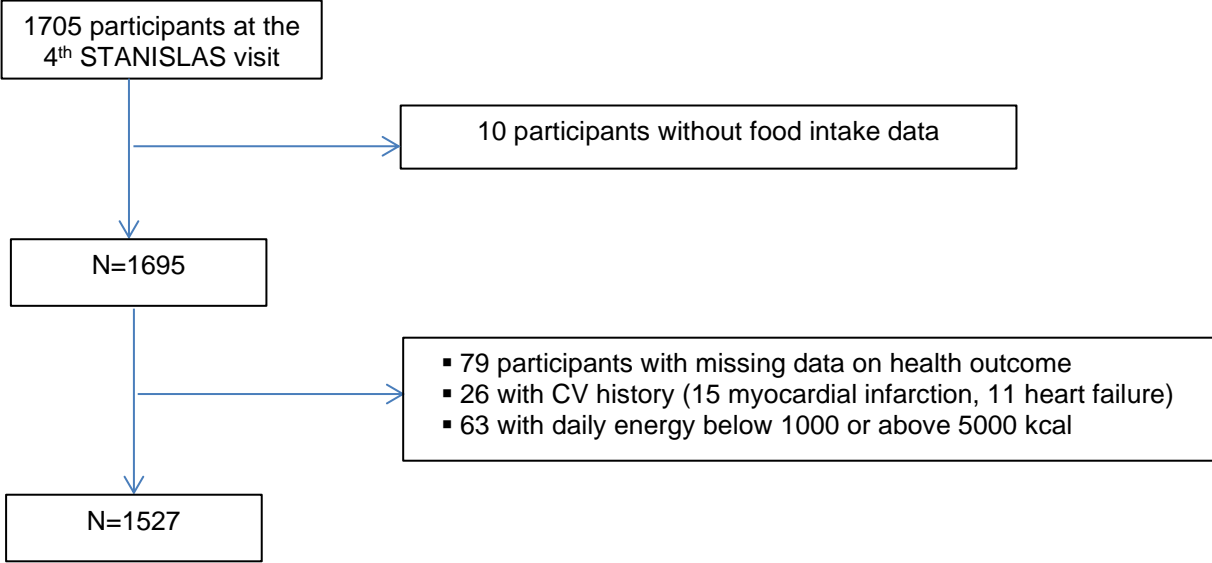 1705 participants at the
4th STANISLAS visit
10 participants without food intake data
N=1695
▪ 79 participants with missing data on health outcome
▪ 26 with CV history (15 myocardial infarction, 11 heart failure)
▪ 63 with daily energy below 1000 or above 5000 kcal
N=1527